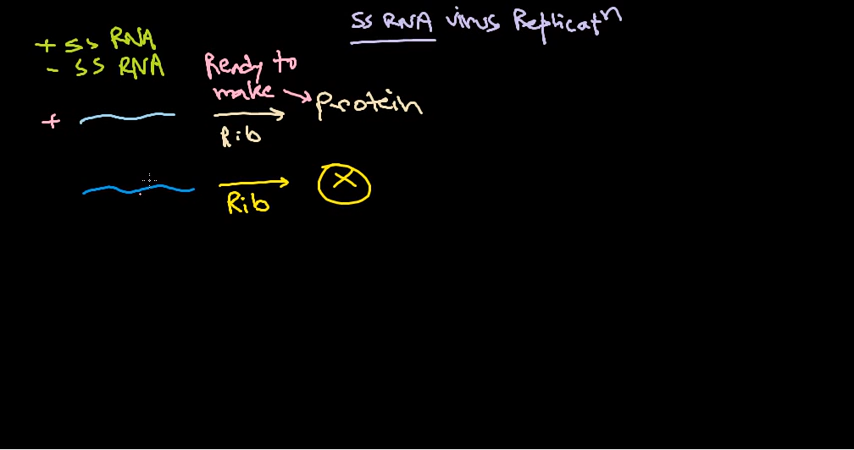 ss RNA virus Replicatn
+ ss RNA
- ss RNA
Ready to
make → Protein
+
Rib
Rib
X